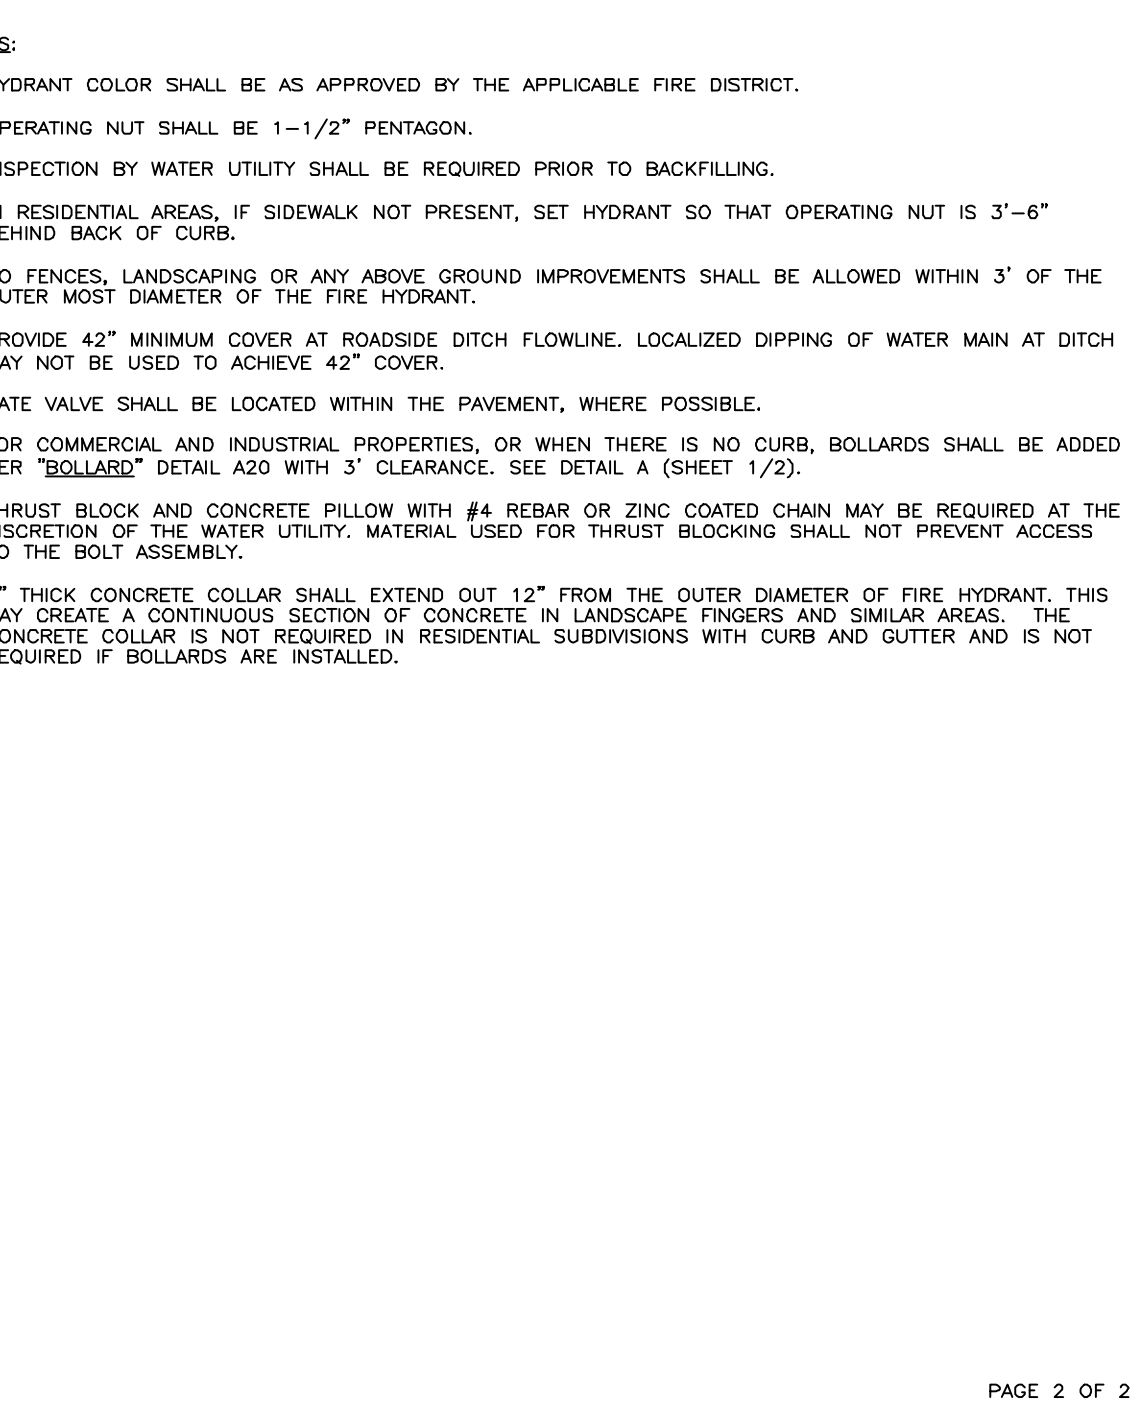 S:
YDRANT COLOR SHALL BE AS APPROVED BY THE APPLICABLE FIRE DISTRICT.
PERATING NUT SHALL BE 1-1/2" PENTAGON.
SPECTION BY WATER UTILITY SHALL BE REQUIRED PRIOR TO BACKFILLING.
RESIDENTIAL AREAS, IF SIDEWALK NOT PRESENT, SET HYDRANT SO THAT OPERATING NUT IS 3'-6"
EHIND BACK OF CURB.
O FENCES, LANDSCAPING OR ANY ABOVE GROUND IMPROVEMENTS SHALL BE ALLOWED WITHIN 3' OF THE
UTER MOST DIAMETER OF THE FIRE HYDRANT.
ROVIDE 42" MINIMUM COVER AT ROADSIDE DITCH FLOWLINE. LOCALIZED DIPPING OF WATER MAIN AT DITCH
AY NOT BE USED TO ACHIEVE 42" COVER.
ATE VALVE SHALL BE LOCATED WITHIN THE PAVEMENT, WHERE POSSIBLE.
OR COMMERCIAL AND INDUSTRIAL PROPERTIES, OR WHEN THERE IS NO CURB, BOLLARDS SHALL BE ADDED
ER "BOLLARD" DETAIL A20 WITH 3' CLEARANCE. SEE DETAIL A (SHEET 1/2).
HRUST BLOCK AND CONCRETE PILLOW WITH #4 REBAR OR ZINC COATED CHAIN MAY BE REQUIRED AT THE
ISCRETION OF THE WATER UTILITY. MATERIAL USED FOR THRUST BLOCKING SHALL NOT PREVENT ACCESS
O THE BOLT ASSEMBLY.
" THICK CONCRETE COLLAR SHALL EXTEND OUT 12" FROM THE OUTER DIAMETER OF FIRE HYDRANT. THIS
AY CREATE A CONTINUOUS SECTION OF CONCRETE IN LANDSCAPE FINGERS AND SIMILAR AREAS. THE
ONCRETE COLLAR IS NOT REQUIRED IN RESIDENTIAL SUBDIVISIONS WITH CURB AND GUTTER AND IS NOT
EQUIRED IF BOLLARDS ARE INSTALLED.
PAGE 2 OF 2